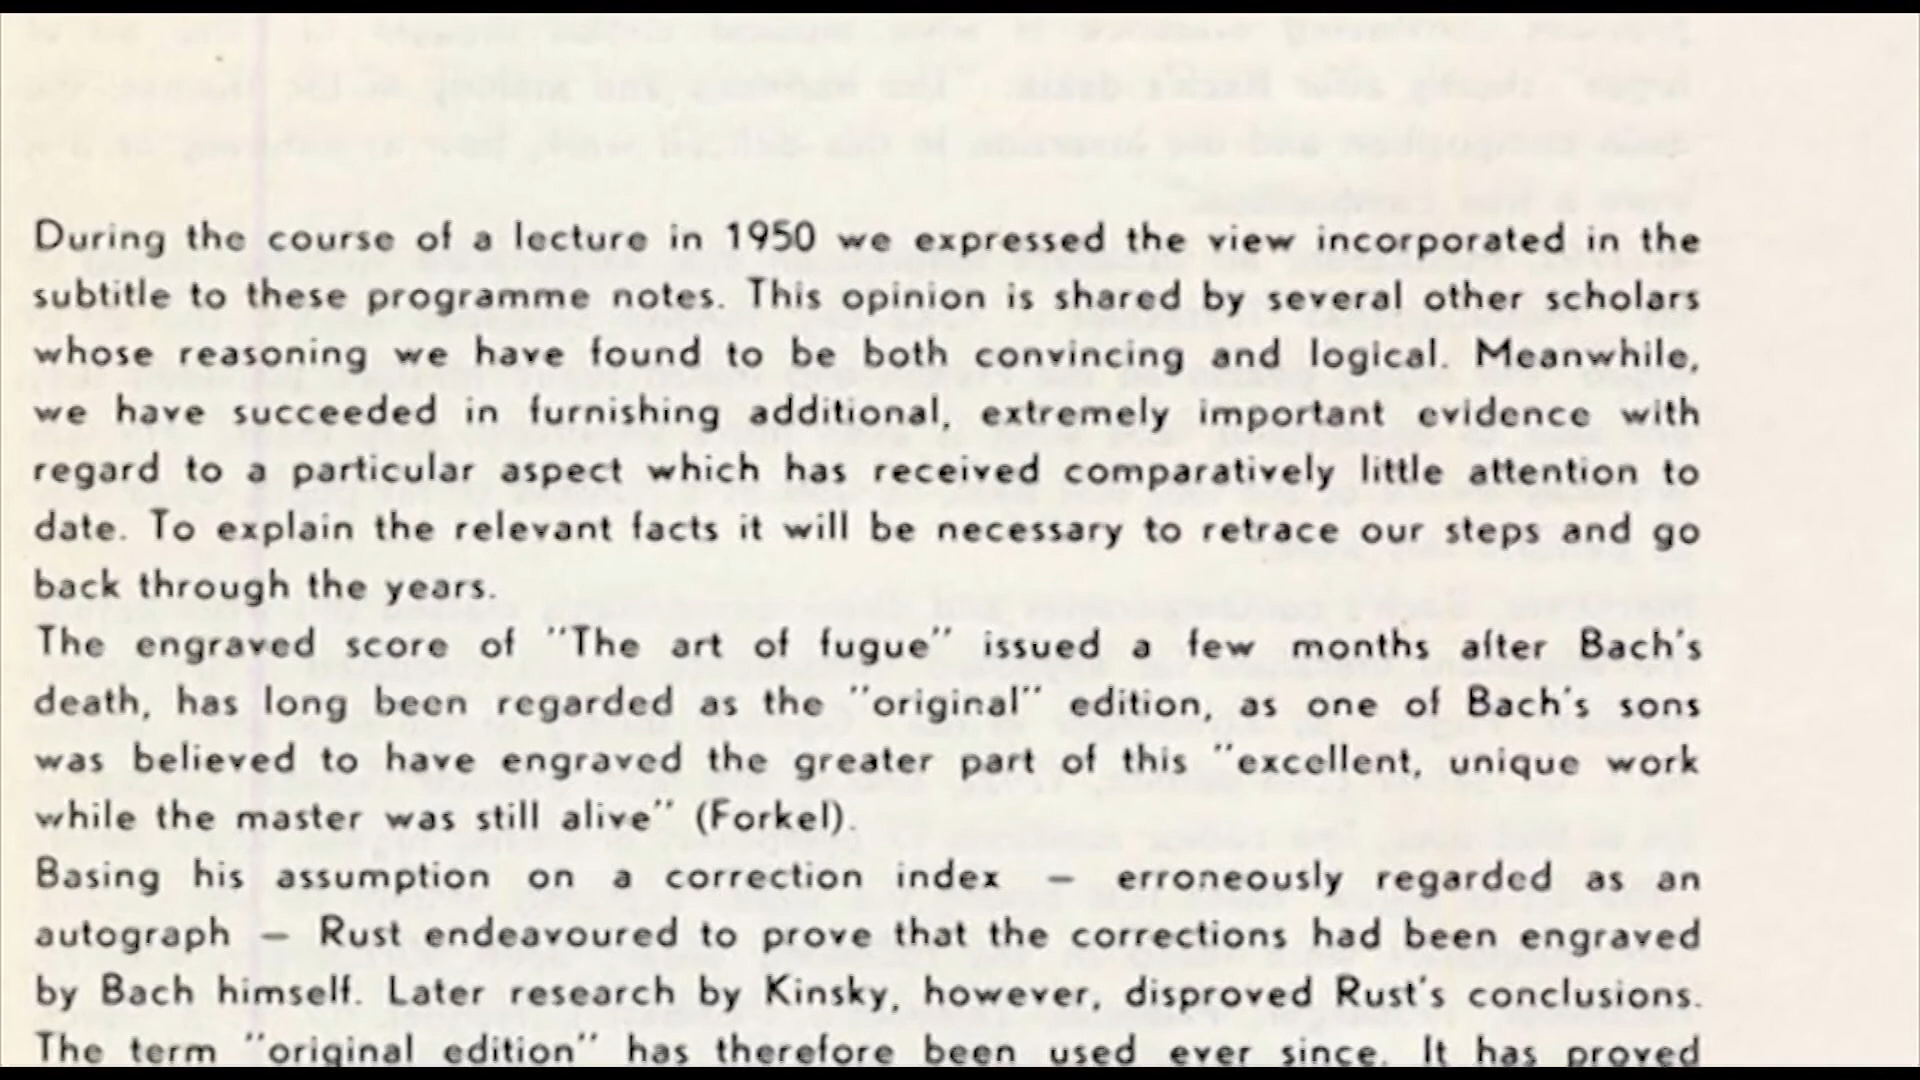 During the course of a lecture in 1950 we expressed the view incorporated in the
subtitle to these programme notes. This opinion is shared by several other scholars
whose reasoning we have found to be both convincing and logical. Meanwhile,
we have succeeded in furnishing additional, extremely important evidence with
regard to a particular aspect which has received comparatively little attention to
date. To explain the relevant facts it will be necessary to retrace our steps and go
back through the years.
The engraved score of "The art of fugue" issued a few months after Bach's
death, has long been regarded as the "original" edition, as one of Bach's sons
was believed to have engraved the greater part of this "excellent, unique work
while the master was still alive" (Forkel).
Basing his assumption on a correction index — erroneously regarded as an
autograph — Rust endeavoured to prove that the corrections had been engraved
by Bach himself. Later research by Kinsky, however, disproved Rust's conclusions.
The term "original edition" has therefore been used ever since. It has proved